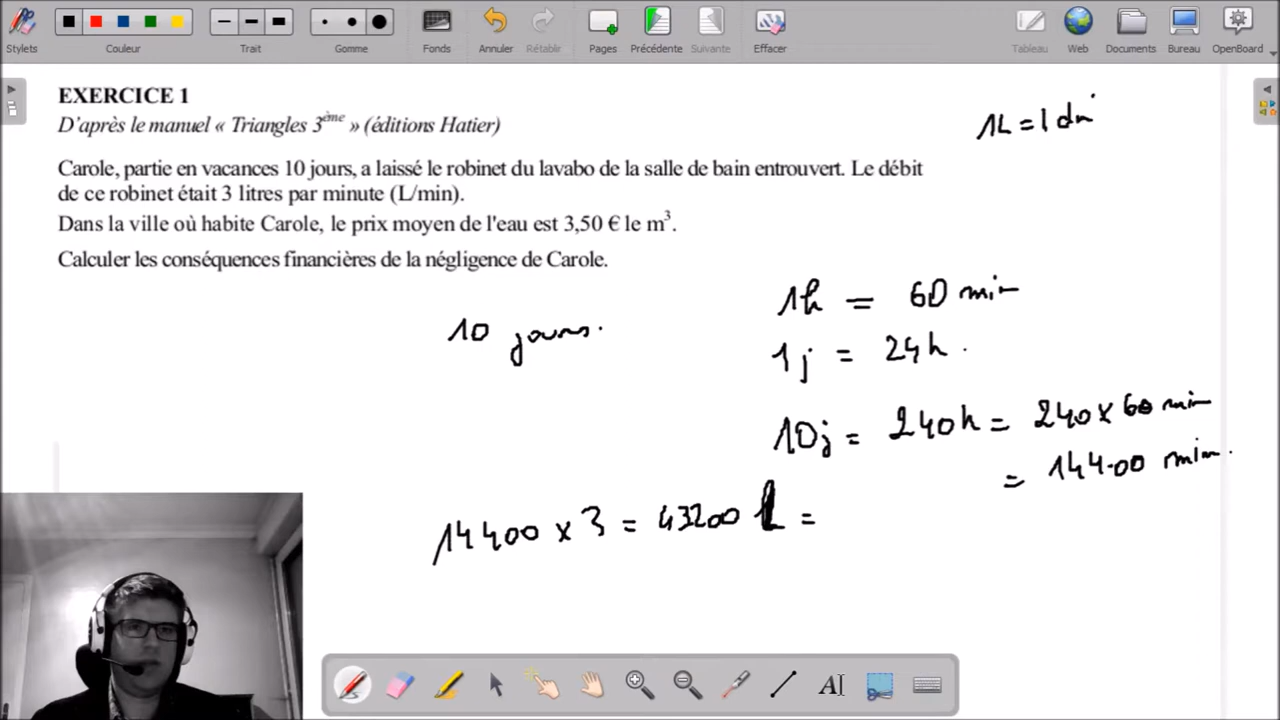 Stylets Couleur Trait Gomme Fonds Annuler Rétablir Pages Précédente Suivante Effacer Tableau Web Documents Bureau OpenBoard
EXERCICE 1
D'après le manuel « Triangles 3ème » (éditions Hatier)
1L = 1 dm
Carole, partie en vacances 10 jours, a laissé le robinet du lavabo de la salle de bain entrouvert. Le débit
de ce robinet était 3 litres par minute (L/min).
Dans la ville où habite Carole, le prix moyen de l'eau est 3,50 € le m³.
Calculer les conséquences financières de la négligence de Carole.
1h = 60 min
10 jours.
1j = 24h.
10j = 240h = 240 x 60 min
= 14400 min.
14400 x 3 = 43200 L =
AI